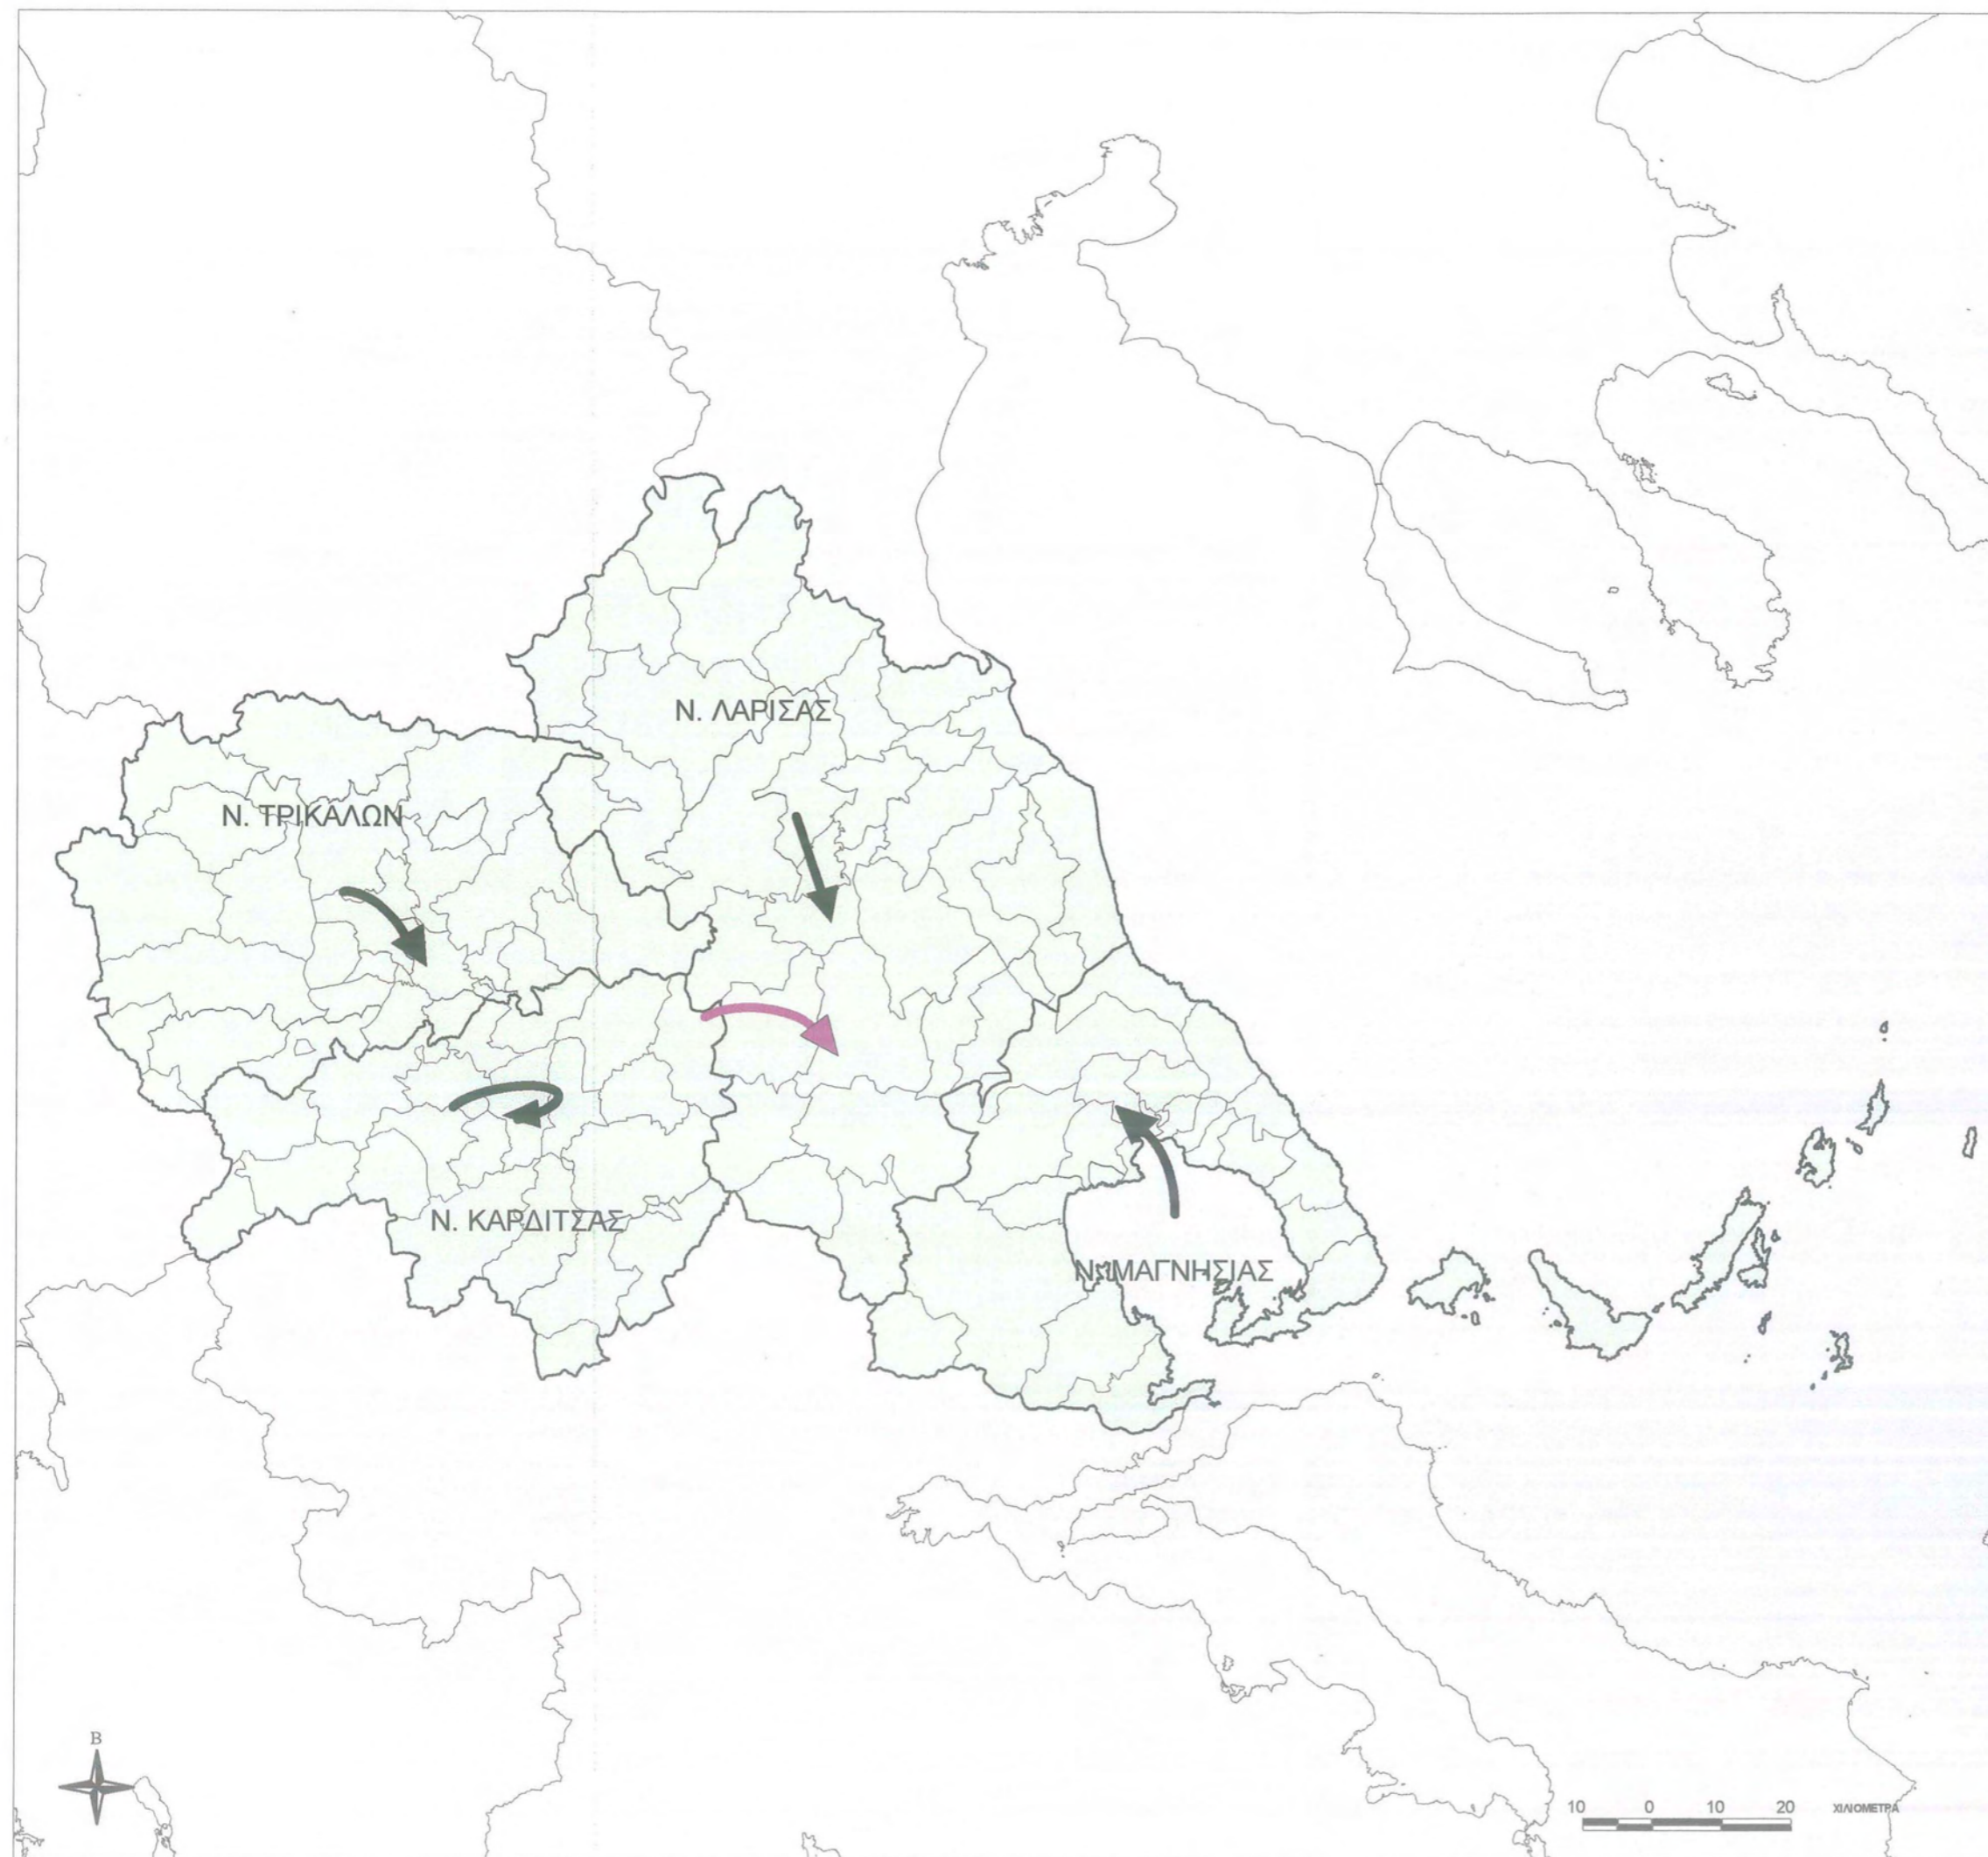 Ν. ΛΑΡΙΣΑΣ
Ν. ΤΡΙΚΑΛΩΝ
Ν. ΚΑΡΔΙΤΣΑΣ
Ν. ΜΑΓΝΗΣΙΑΣ
Β
10 0 10 20 ΧΙΛΙΟΜΕΤΡΑ